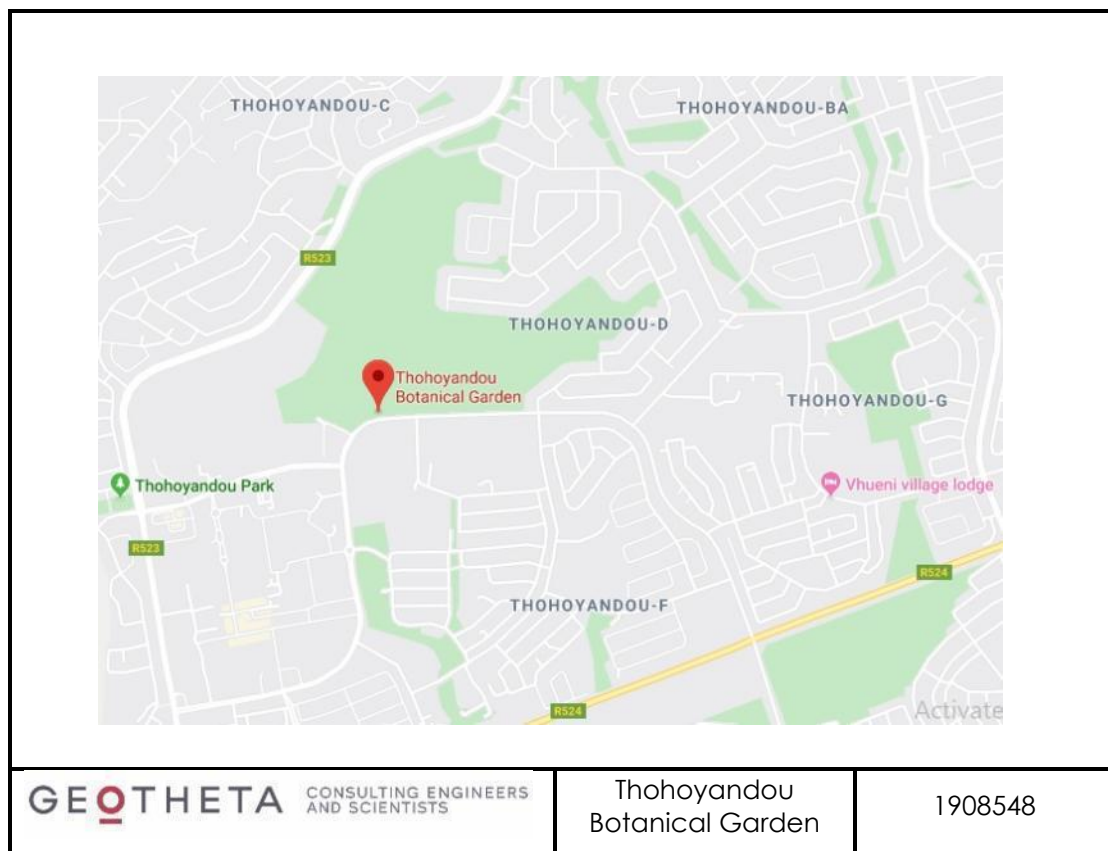 THOHOYANDOU-C
THOHOYANDOU-BA
R523
THOHOYANDOU-D
Thohoyandou
Botanical Garden
THOHOYANDOU-G
Thohoyandou Park
Vhueni village lodge
R523
R524
THOHOYANDOU-F
R524
Activate
GEOTHETA CONSULTING ENGINEERS
AND SCIENTISTS
Thohoyandou
Botanical Garden
1908548